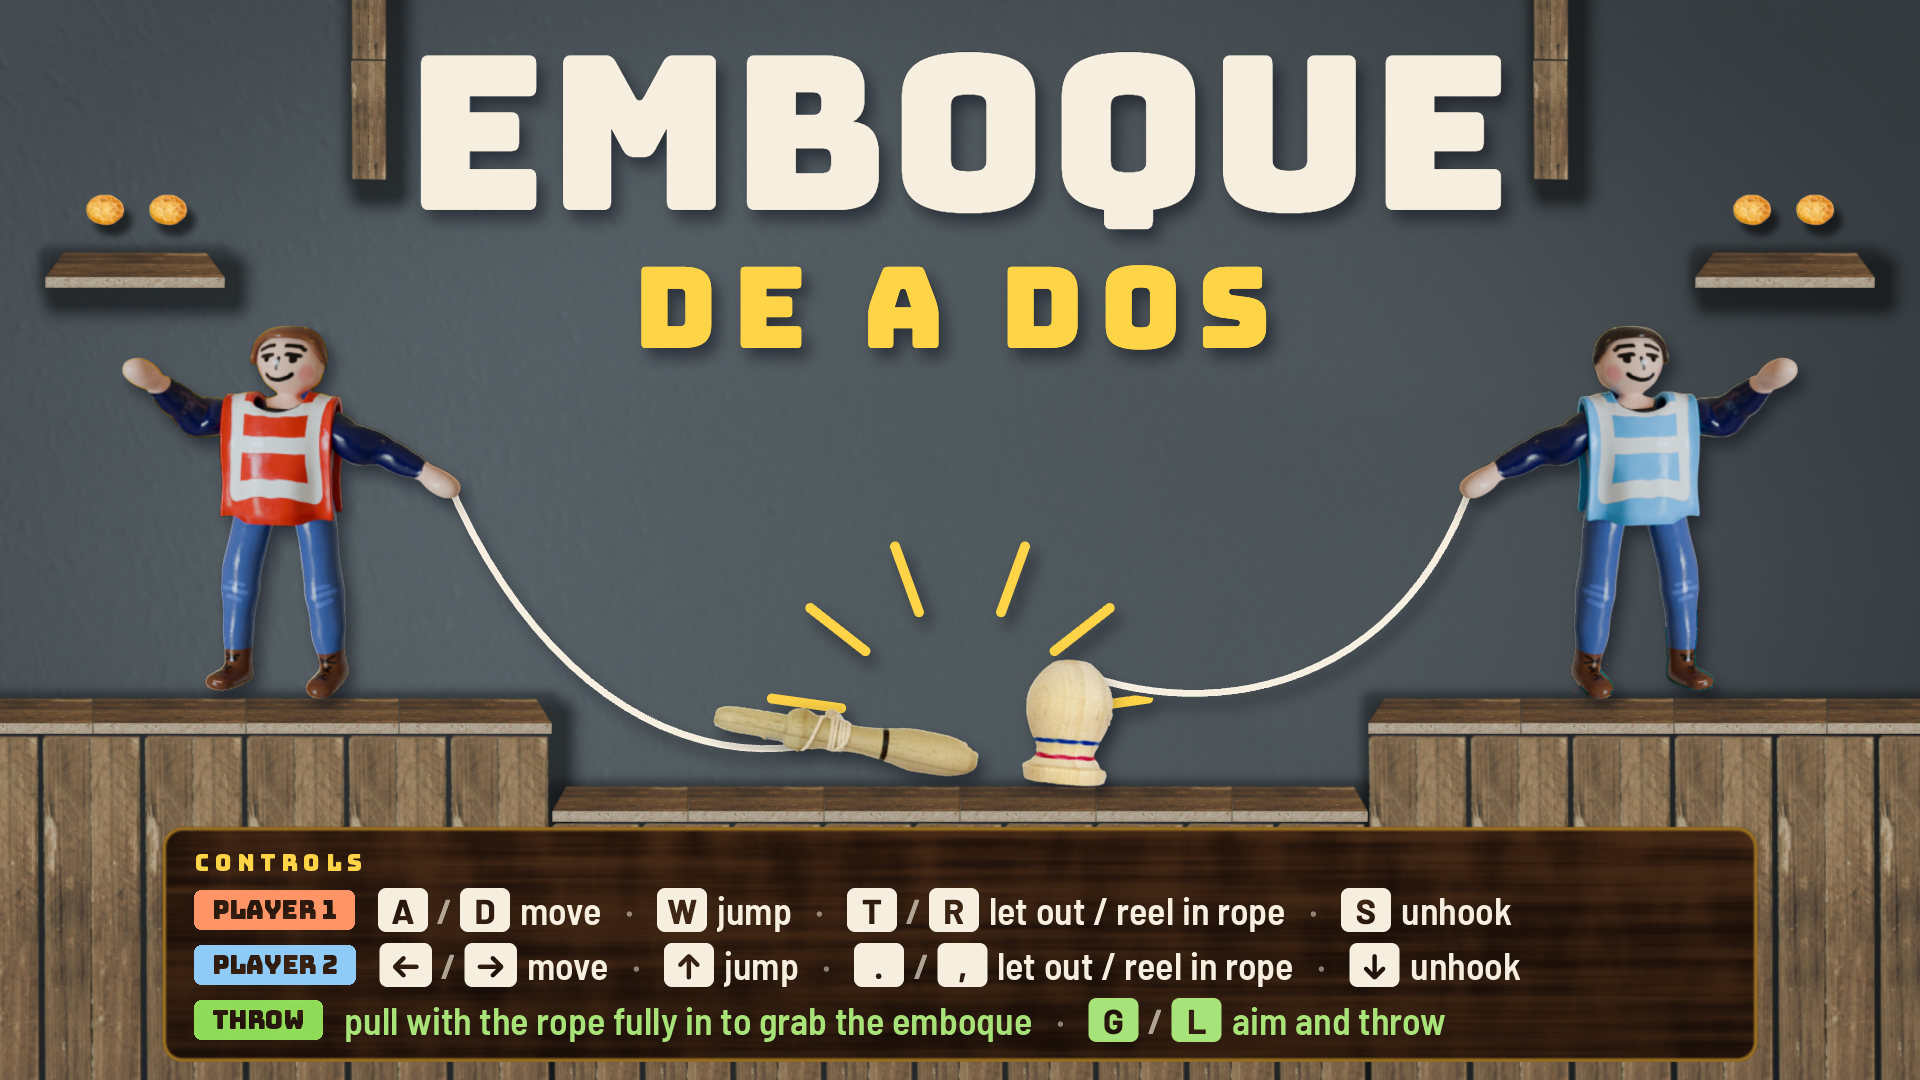 EMBOQUE
DE A DOS
CONTROLS
PLAYER 1 A / D move · W jump · T / R let out / reel in rope · S unhook
PLAYER 2 ← / → move · ↑ jump · . / , let out / reel in rope · ↓ unhook
THROW pull with the rope fully in to grab the emboque · G / L aim and throw